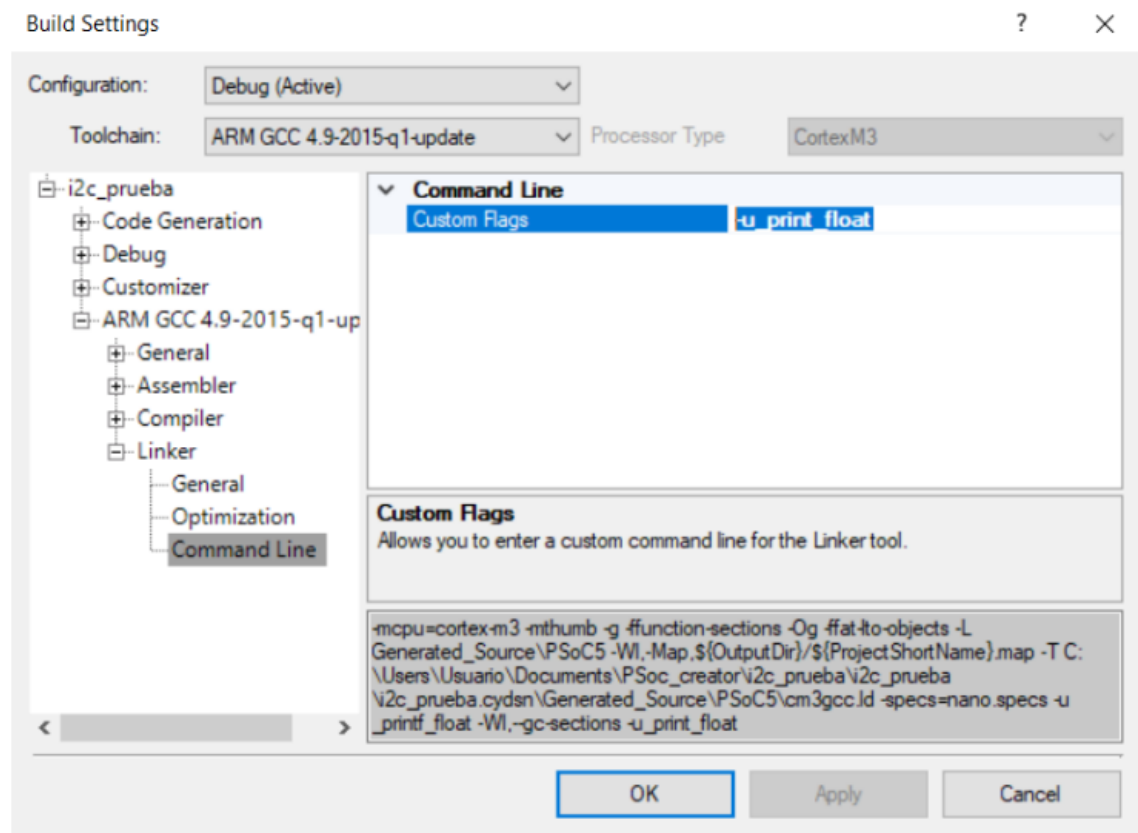 Build Settings
?
Configuration:
Debug (Active)
Toolchain:
ARM GCC 4.9-2015-q1-update
Processor Type
CortexM3
i2c_prueba
Code Generation
Debug
Customizer
ARM GCC 4.9-2015-q1-up
General
Assembler
Compiler
Linker
General
Optimization
Command Line
Command Line
Custom Flags
-u_print_float
Custom Flags
Allows you to enter a custom command line for the Linker tool.
-mcpu=cortex-m3 -mthumb -g -ffunction-sections -Og -ffat-lto-objects -L
Generated_Source\PSoC5 -Wl,-Map,${OutputDir}/${ProjectShortName}.map -T C:
\Users\Usuario\Documents\PSoc_creator\i2c_prueba\i2c_prueba
\i2c_prueba.cydsn\Generated_Source\PSoC5\cm3gcc.ld -specs=nano.specs -u
_printf_float -Wl,--gc-sections -u_print_float
OK
Apply
Cancel